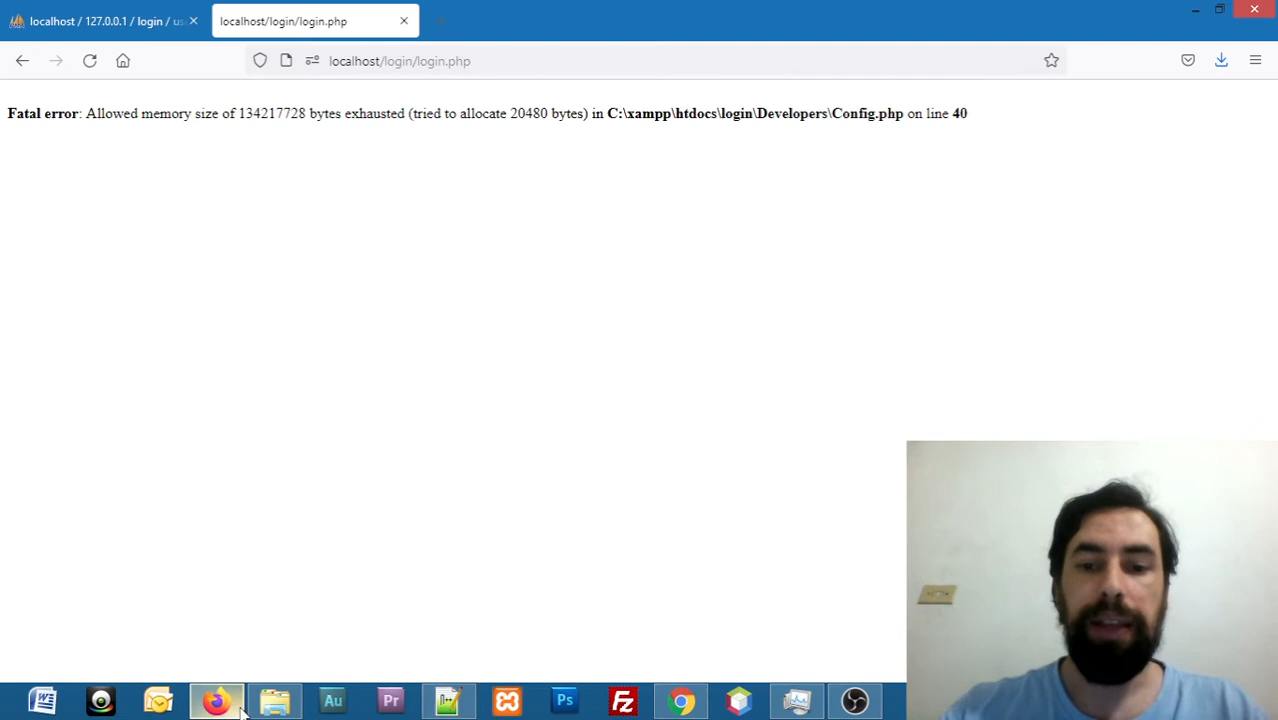 localhost / 127.0.0.1 / login / us
localhost/login/login.php
localhost/login/login.php
Fatal error: Allowed memory size of 134217728 bytes exhausted (tried to allocate 20480 bytes) in C:\xampp\htdocs\login\Developers\Config.php on line 40
W
Au
Pr
Ps
Fz